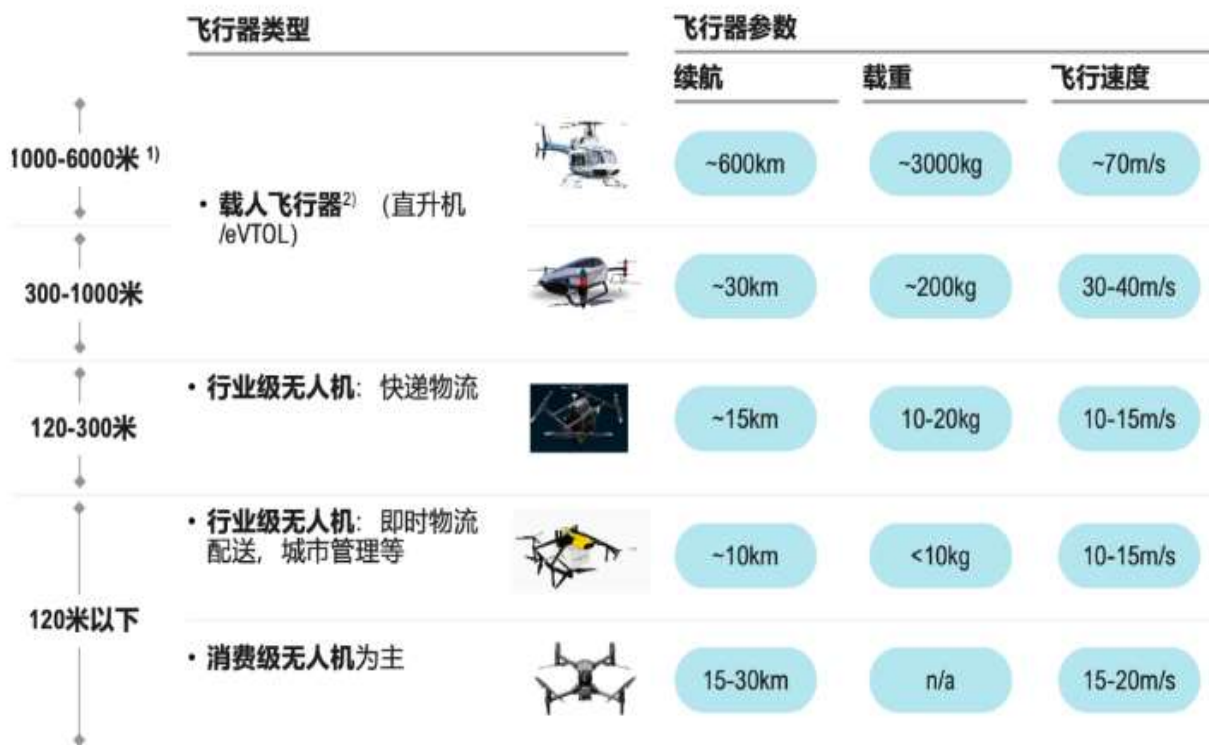 飞行器类型
飞行器参数
续航
载重
飞行速度
1000-6000米 1)
• 载人飞行器2) (直升机
/eVTOL)
~600km
~3000kg
~70m/s
300-1000米
~30km
~200kg
30-40m/s
120-300米
• 行业级无人机: 快递物流
~15km
10-20kg
10-15m/s
120米以下
• 行业级无人机: 即时物流
配送, 城市管理等
~10km
<10kg
10-15m/s
• 消费级无人机为主
15-30km
n/a
15-20m/s